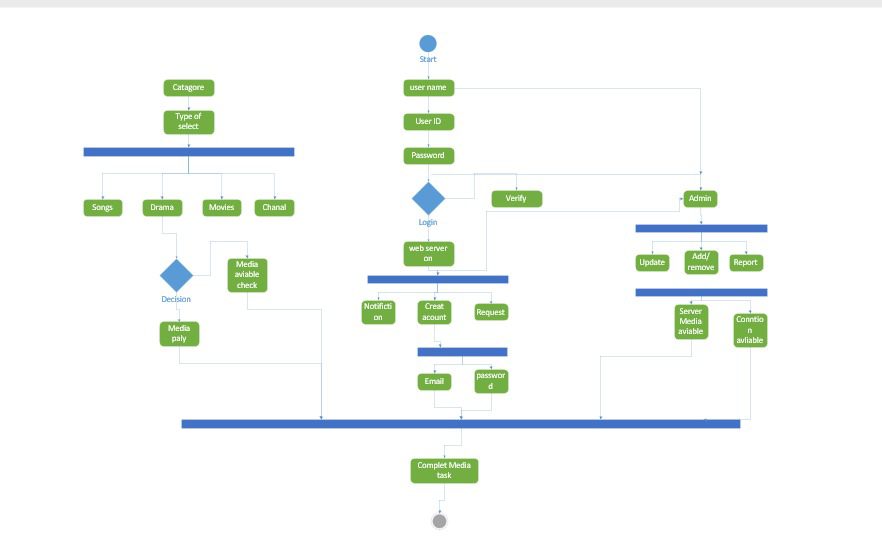 Start
Catagore
user name
Type of
select
User ID
Password
Songs
Drama
Movies
Chanal
Login
Verify
Admin
web server
on
Update
Add/
remove
Report
Media
aviable
check
Decision
Notificti
on
Creat
acount
Request
Server
Media
aviable
Conntio
n
avliable
Media
paly
Email
passwor
d
Complet Media
task